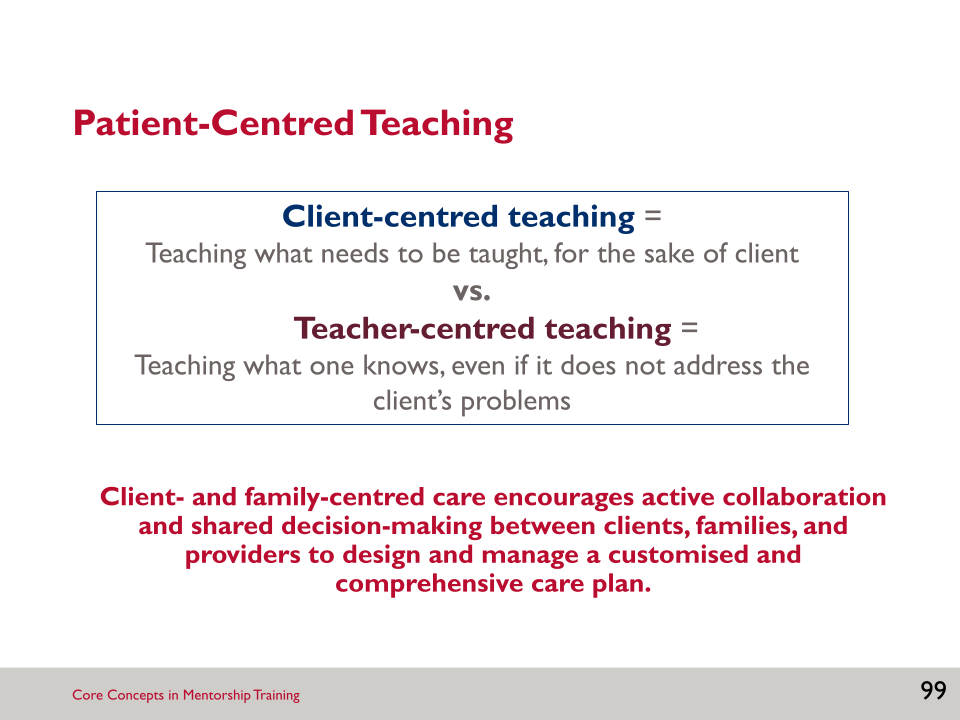 Patient-Centred Teaching
Client-centred teaching =
Teaching what needs to be taught, for the sake of client
vs.
Teacher-centred teaching =
Teaching what one knows, even if it does not address the
client’s problems
Client- and family-centred care encourages active collaboration
and shared decision-making between clients, families, and
providers to design and manage a customised and
comprehensive care plan.
Core Concepts in Mentorship Training
99